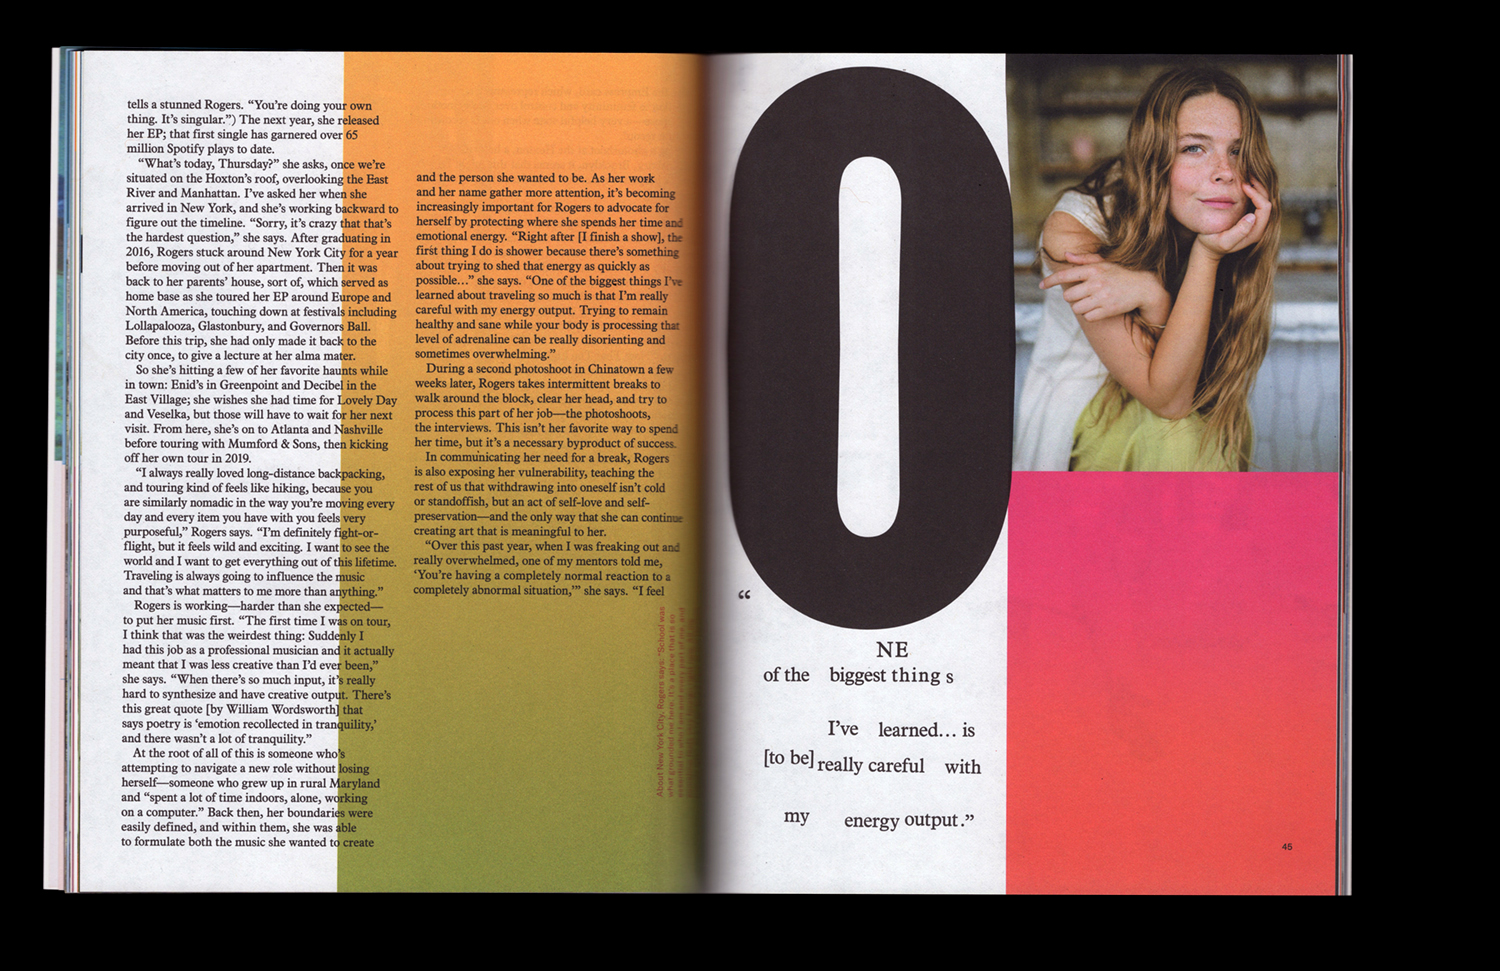 tells a stunned Rogers. “You’re doing your own
thing. It’s singular.”) The next year, she released
her EP; that first single has garnered over 65
million Spotify plays to date.
“What’s today, Thursday?” she asks, once we’re
situated on the Hoxton’s roof, overlooking the East
River and Manhattan. I’ve asked her when she
arrived in New York, and she’s working backward to
figure out the timeline. “Sorry, it’s crazy that that’s
the hardest question,” she says. After graduating in
2016, Rogers stuck around New York City for a year
before moving out of her apartment. Then it was
back to her parents’ house, sort of, which served as
home base as she toured her EP around Europe and
North America, touching down at festivals including
Lollapalooza, Glastonbury, and Governors Ball.
Before this trip, she had only made it back to the
city once, to give a lecture at her alma mater.
So she’s hitting a few of her favorite haunts while
in town: Enid’s in Greenpoint and Decibel in the
East Village; she wishes she had time for Lovely Day
and Veselka, but those will have to wait for her next
visit. From here, she’s on to Atlanta and Nashville
before touring with Mumford & Sons, then kicking
off her own tour in 2019.
“I always really loved long-distance backpacking,
and touring kind of feels like hiking, because you
are similarly nomadic in the way you’re moving every
day and every item you have with you feels very
purposeful,” Rogers says. “I’m definitely fight-or-
flight, but it feels wild and exciting. I want to see the
world and I want to get everything out of this lifetime.
Traveling is always going to influence the music
and that’s what matters to me more than anything.”
Rogers is working—harder than she expected—
to put her music first. “The first time I was on tour,
I think that was the weirdest thing: Suddenly I
had this job as a professional musician and it actually
meant that I was less creative than I’d ever been,”
she says. “When there’s so much input, it’s really
hard to synthesize and have creative output. There’s
this great quote [by William Wordsworth] that
says poetry is ‘emotion recollected in tranquility,’
and there wasn’t a lot of tranquility.”
At the root of all of this is someone who’s
attempting to navigate a new role without losing
herself—someone who grew up in rural Maryland
and “spent a lot of time indoors, alone, working
on a computer.” Back then, her boundaries were
easily defined, and within them, she was able
to formulate both the music she wanted to create
and the person she wanted to be. As her work
and her name gather more attention, it’s becoming
increasingly important for Rogers to advocate for
herself by protecting where she spends her time and
emotional energy. “Right after [I finish a show], the
first thing I do is shower because there’s something
about trying to shed that energy as quickly as
possible…” she says. “One of the biggest things I’ve
learned about traveling so much is that I’m really
careful with my energy output. Trying to remain
healthy and sane while your body is processing that
level of adrenaline can be really disorienting and
sometimes overwhelming.”
During a second photoshoot in Chinatown a few
weeks later, Rogers takes intermittent breaks to
walk around the block, clear her head, and try to
process this part of her job—the photoshoots,
the interviews. This isn’t her favorite way to spend
her time, but it’s a necessary byproduct of success.
In communicating her need for a break, Rogers
is also exposing her vulnerability, teaching the
rest of us that withdrawing into oneself isn’t cold
or standoffish, but an act of self-love and self-
preservation—and the only way that she can continue
creating art that is meaningful to her.
“Over this past year, when I was freaking out and
really overwhelmed, one of my mentors told me,
‘You’re having a completely normal reaction to a
completely abnormal situation,’” she says. “I feel
About New York City, Rogers says: “School was
what grounded me here. It’s a place that is so
“
O
NE
of the biggest things
I’ve learned… is
[to be] really careful with
my energy output.”
45